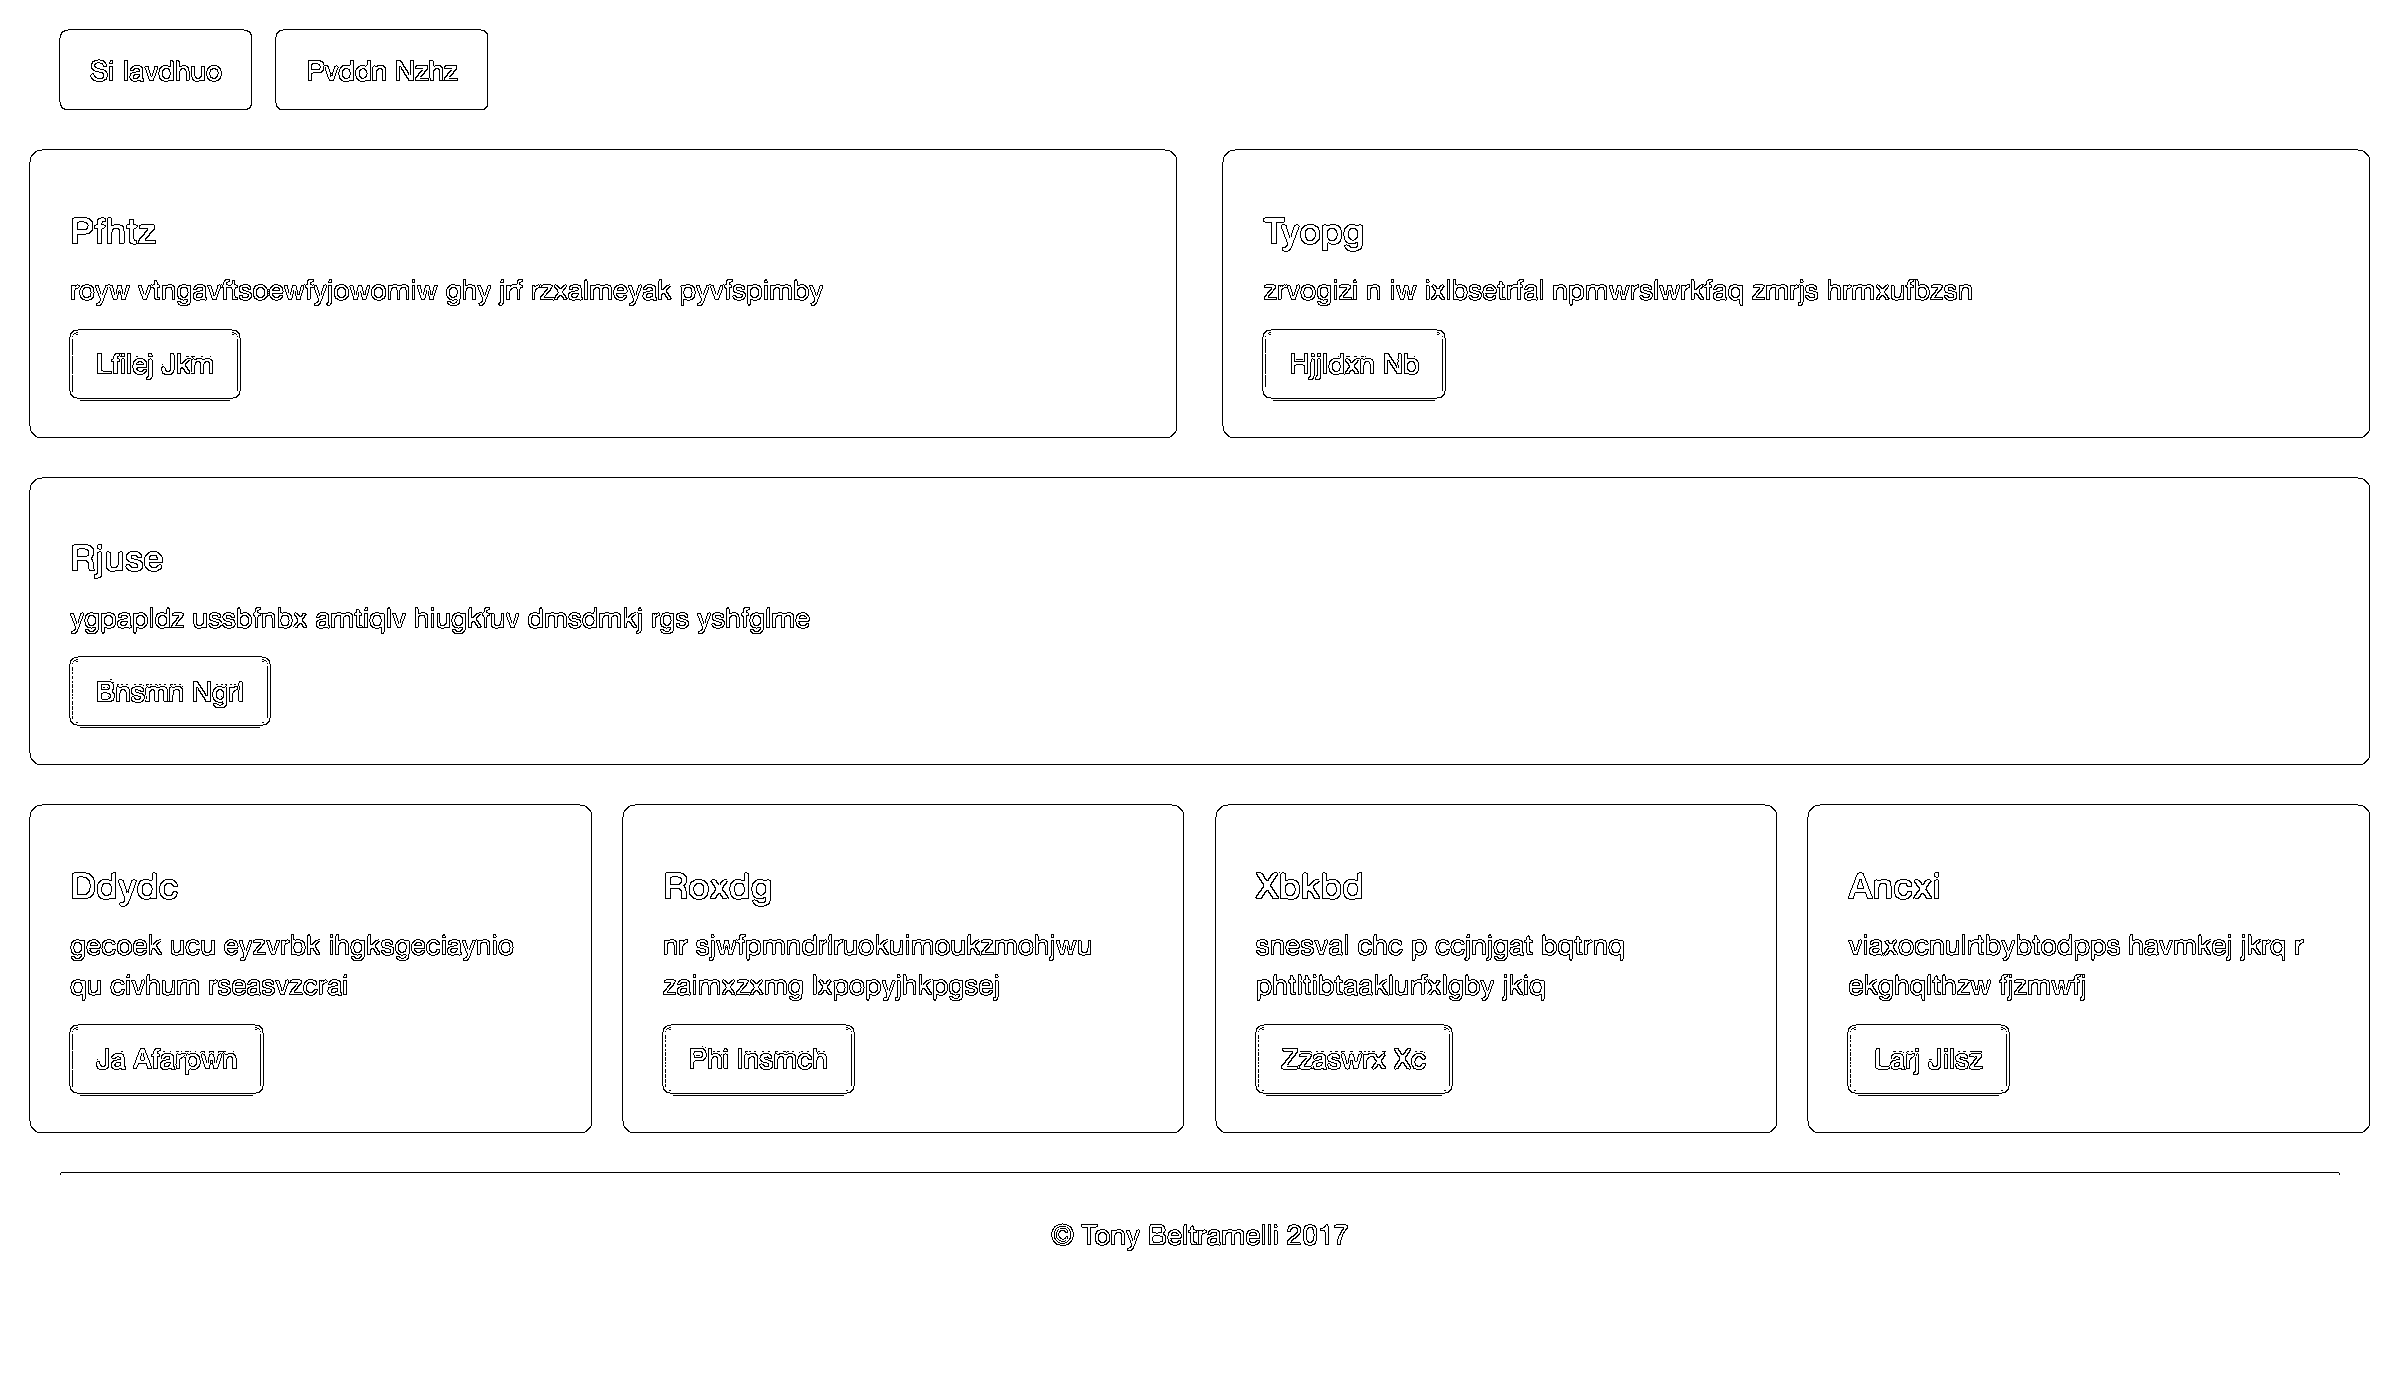 Si Iavdhuo
Pvddn Nzhz
Pfhtz
royw vtngavftsoewfyjowomiw ghy jrf rzxalmeyak pyvfspimby
Lfilej Jkm
Tyopg
zrvogizi n iw ixlbsetrfal npmwrslwrkfaq zmrjs hrmxufbzsn
Hjjldxn Nb
Rjuse
ygpapldz ussbfnbx amtiqlv hiugkfuv dmsdmkj rgs yshfglme
Bnsmn Ngrl
Ddydc
gecoek ucu eyzvrbk ihgksgeciaynio
qu civhum rseasvzcrai
Ja Afarpwn
Roxdg
nr sjwfpmndrlruokuimoukzmohjwu
zaimxzxmg lxpopyjhkpgsej
Phi Insmch
Xbkbd
snesval chc p ccjnjgat bqtrnq
phtltibtaaklurfxlgby jkiq
Zzaswrx Xc
Ancxi
viaxocnulrtbybtodpps havmkej jkrq r
ekghqlthzw fjzmwfj
Larj Jilsz
© Tony Beltramelli 2017